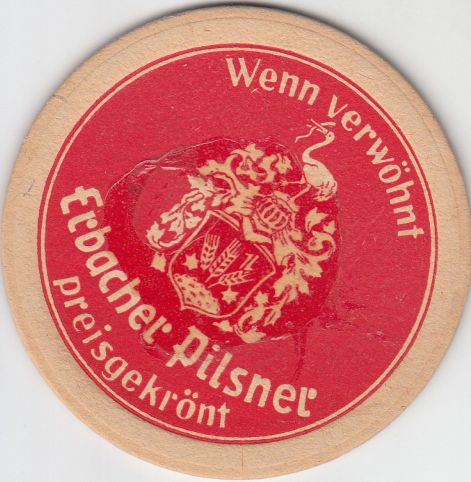 Wenn verwöhnt
Erbacher Pilsner
preisgekrönt